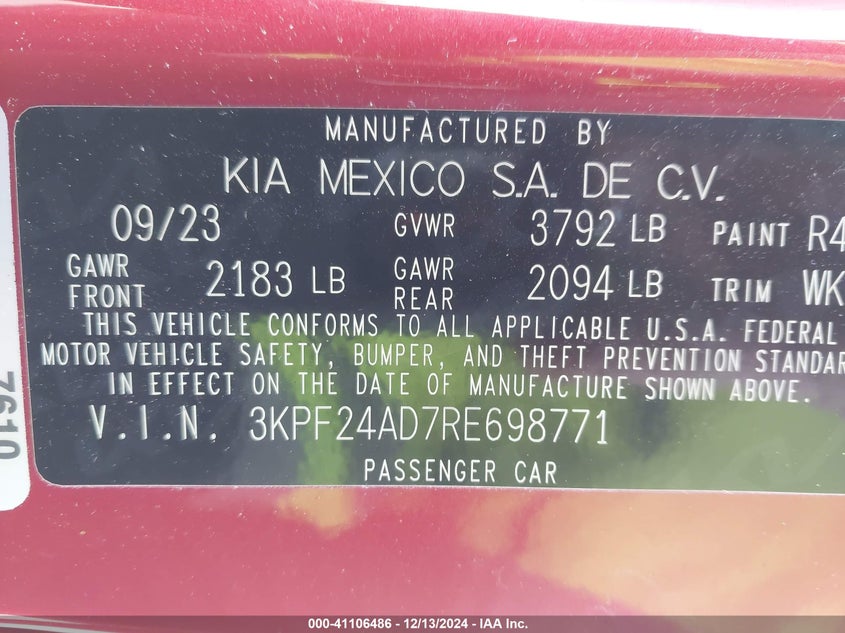 MANUFACTURED BY
KIA MEXICO S.A. DE C.V.
09/23 GVWR 3792 LB PAINT R4
GAWR FRONT 2183 LB GAWR REAR 2094 LB TRIM WK
THIS VEHICLE CONFORMS TO ALL APPLICABLE U.S.A. FEDERAL
MOTOR VEHICLE SAFETY, BUMPER, AND THEFT PREVENTION STANDAR
IN EFFECT ON THE DATE OF MANUFACTURE SHOWN ABOVE.
V.I.N. 3KPF24AD7RE698771
PASSENGER CAR
7610
000-41106486 - 12/13/2024 - IAA Inc.